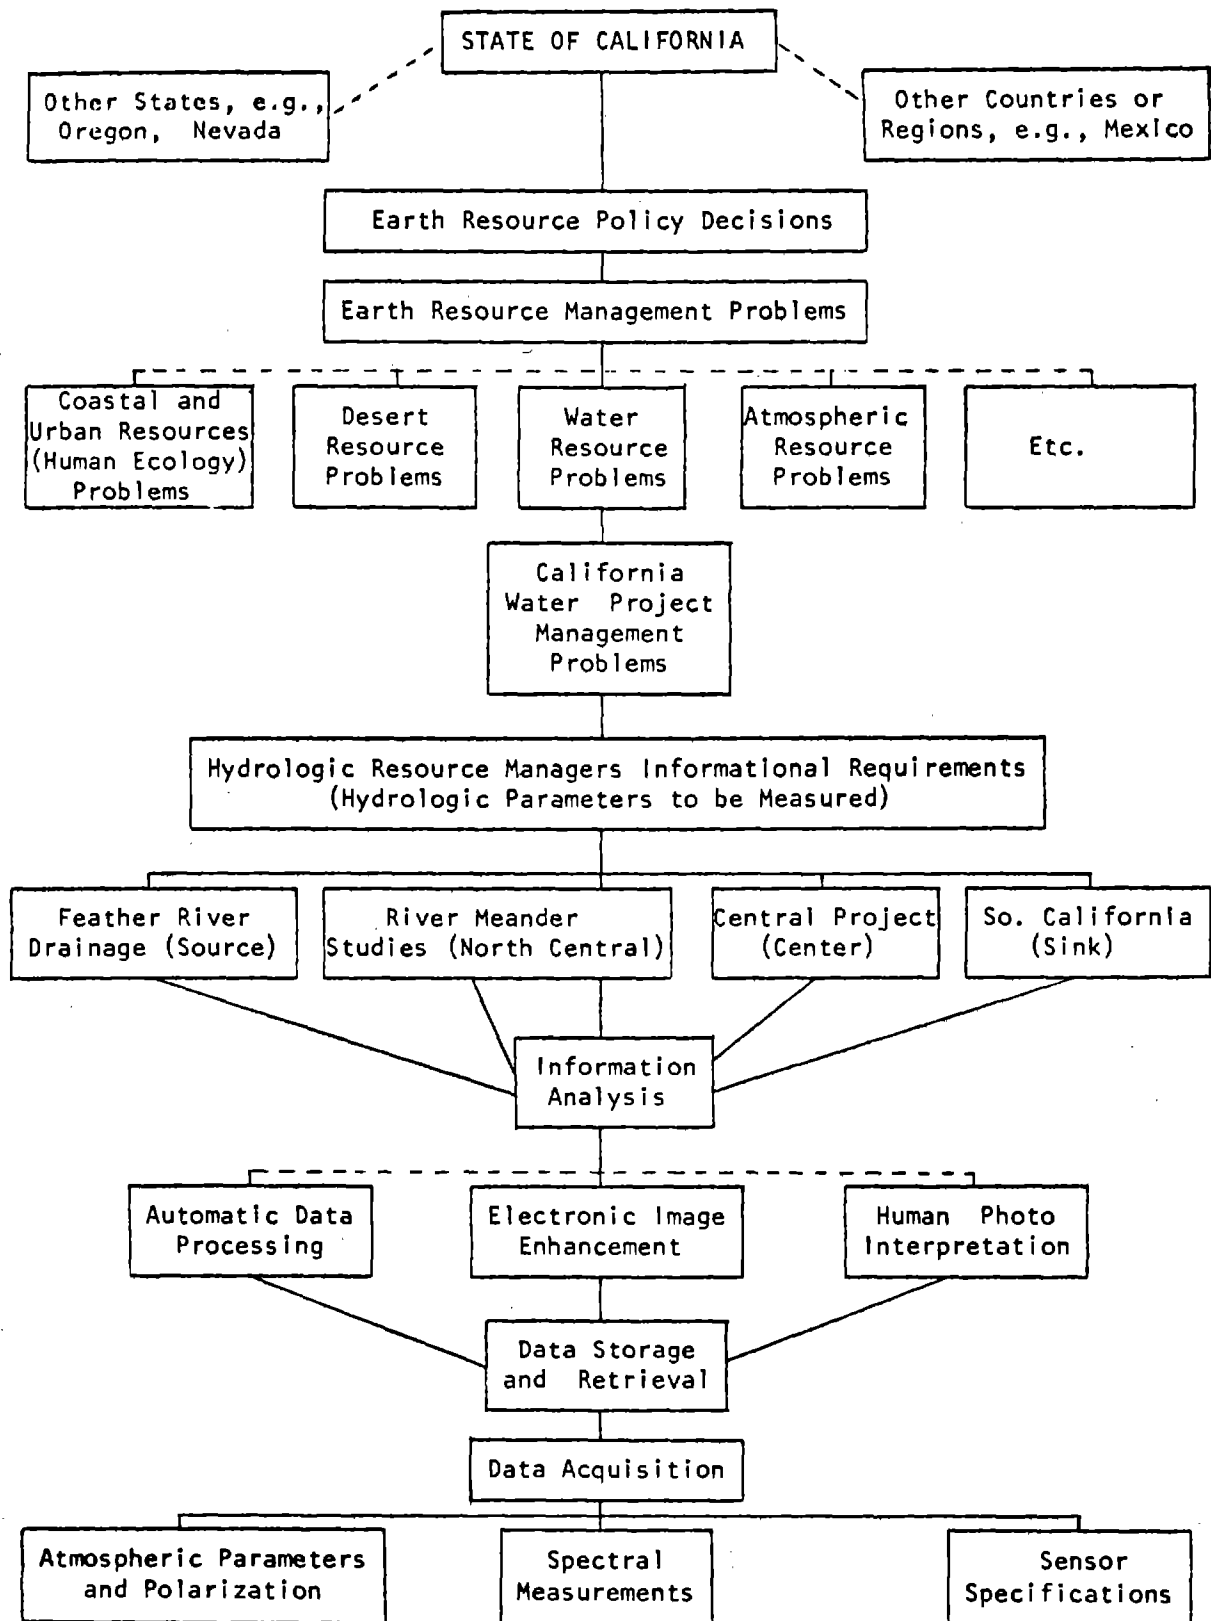 STATE OF CALIFORNIA
Other States, e.g.,
Oregon, Nevada
Other Countries or
Regions, e.g., Mexico
Earth Resource Policy Decisions
Earth Resource Management Problems
Coastal and
Urban Resources
(Human Ecology)
Problems
Desert
Resource
Problems
Water
Resource
Problems
Atmospheric
Resource
Problems
Etc.
California
Water Project
Management
Problems
Hydrologic Resource Managers Informational Requirements
(Hydrologic Parameters to be Measured)
Feather River
Drainage (Source)
River Meander
Studies (North Central)
Central Project
(Center)
So. California
(Sink)
Information
Analysis
Automatic Data
Processing
Electronic Image
Enhancement
Human Photo
Interpretation
Data Storage
and Retrieval
Data Acquisition
Atmospheric Parameters
and Polarization
Spectral
Measurements
Sensor
Specifications